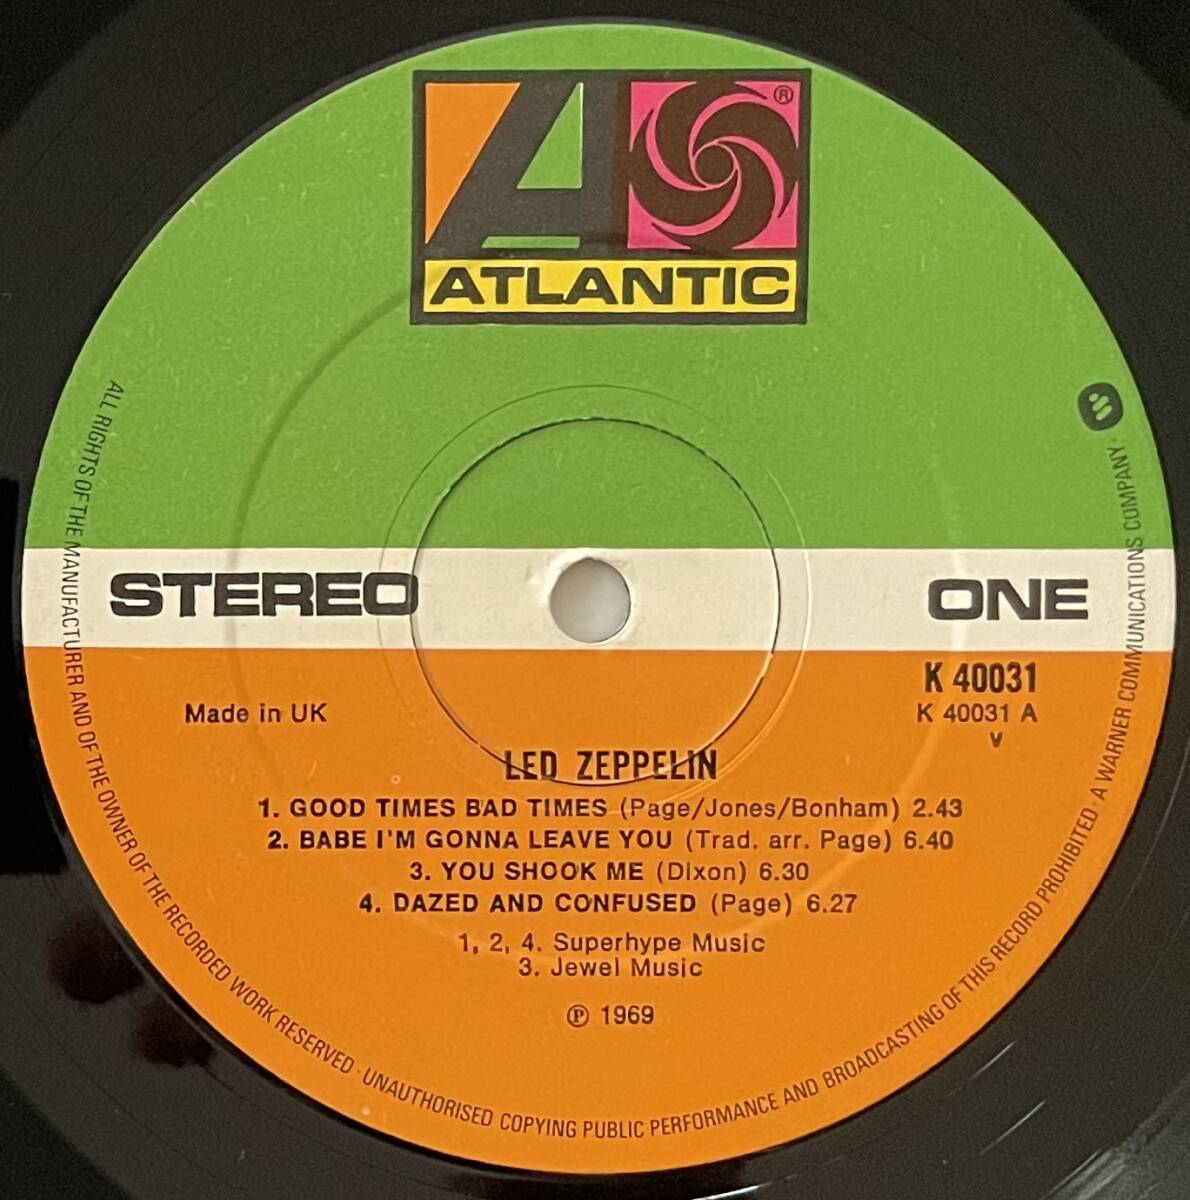 ®
ATLANTIC
STEREO
ONE
Made in UK
K 40031
K 40031 A
V
LED ZEPPELIN
1. GOOD TIMES BAD TIMES (Page/Jones/Bonham) 2.43
2. BABE I'M GONNA LEAVE YOU (Trad. arr. Page) 6.40
3. YOU SHOOK ME (Dixon) 6.30
4. DAZED AND CONFUSED (Page) 6.27
1, 2, 4. Superhype Music
3. Jewel Music
℗ 1969
ALL RIGHTS OF THE MANUFACTURER AND OF THE OWNER OF THE RECORDED WORK RESERVED · UNAUTHORISED COPYING PUBLIC PERFORMANCE AND BROADCASTING OF THIS RECORD PROHIBITED · A WARNER COMMUNICATIONS COMPANY ·